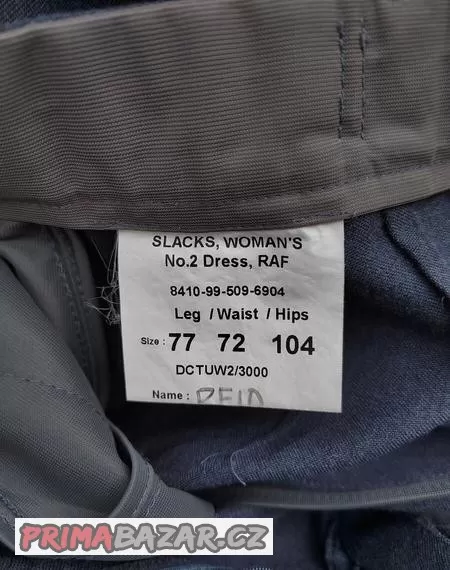 SLACKS, WOMAN'S
No.2 Dress, RAF
8410-99-509-6904
Leg / Waist / Hips
Size : 77 72 104
DCTUW2/3000
Name : REID
PRIMABAZAR.CZ